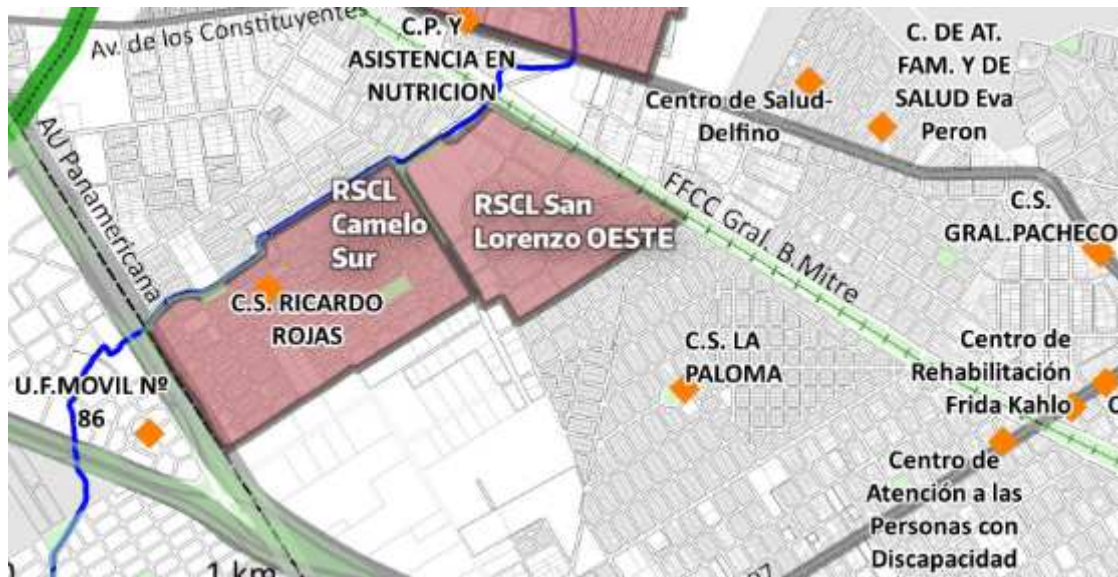 Av. de los Constituyentes
C.P. Y
ASISTENCIA EN
NUTRICION
C. DE AT.
FAM. Y DE
SALUD Eva
Peron
Centro de Salud-
Delfino
AU Panamericana
RSCL
Camelo
Sur
RSCL San
Lorenzo OESTE
FFCC Gral. B.Mitre
C.S.
GRAL.PACHECO
C.S. RICARDO
ROJAS
C.S. LA
PALOMA
Centro de
Rehabilitación
Frida Kahlo
U.F.MOVIL Nº
86
Centro de
Atención a las
Personas con
Discapacidad
1 km